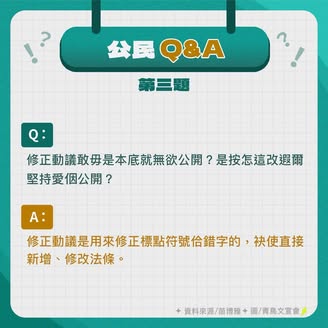 公民 Q&A
第三題
Q：
修正動議敢毋是本底就無欲公開？是按怎這改遐爾
堅持愛個公開？
A：
修正動議是用來修正標點符號佮錯字的，袂使直接
新增、修改法條。
✦ 資料來源/苗博雅 ✦ 圖/青鳥文宣會